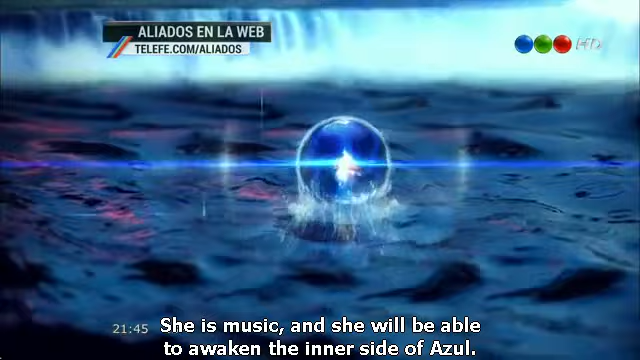 ALIADOS EN LA WEB
TELEFE.COM/ALIADOS
21:45
She is music, and she will be able
to awaken the inner side of Azul.